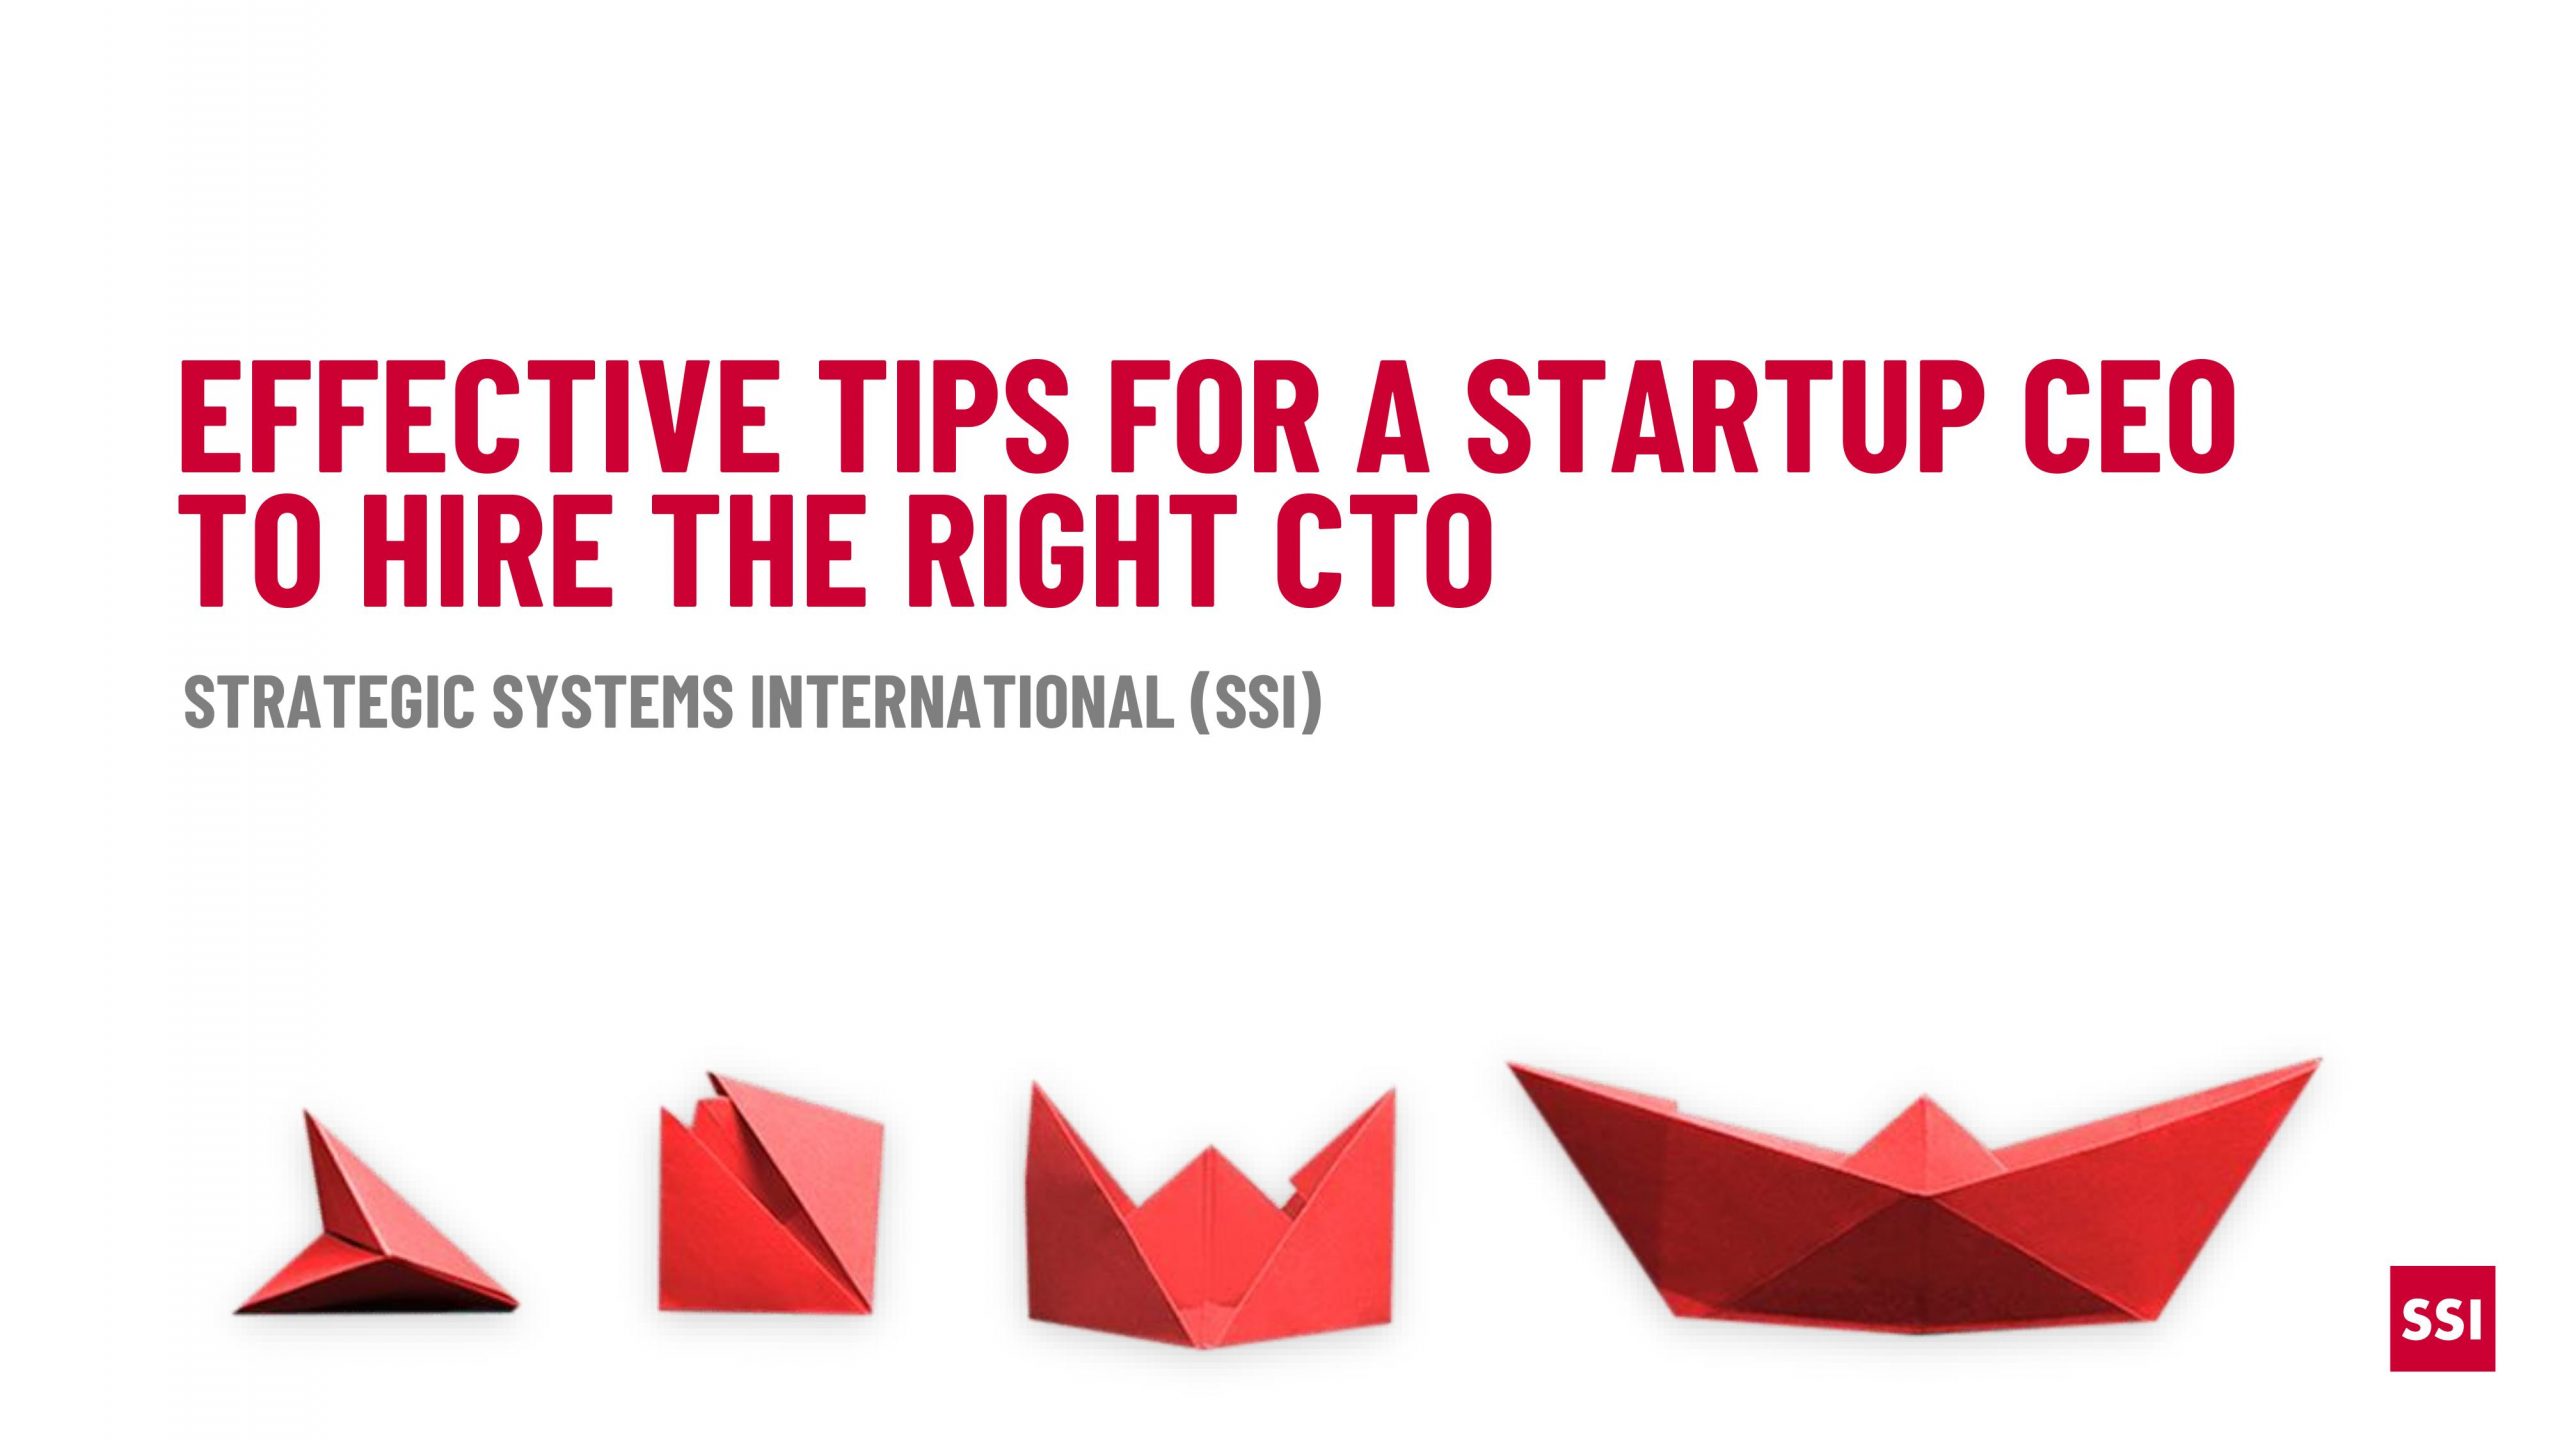 EFFECTIVE TIPS FOR A STARTUP CEO
TO HIRE THE RIGHT CTO
STRATEGIC SYSTEMS INTERNATIONAL (SSI)
SSI